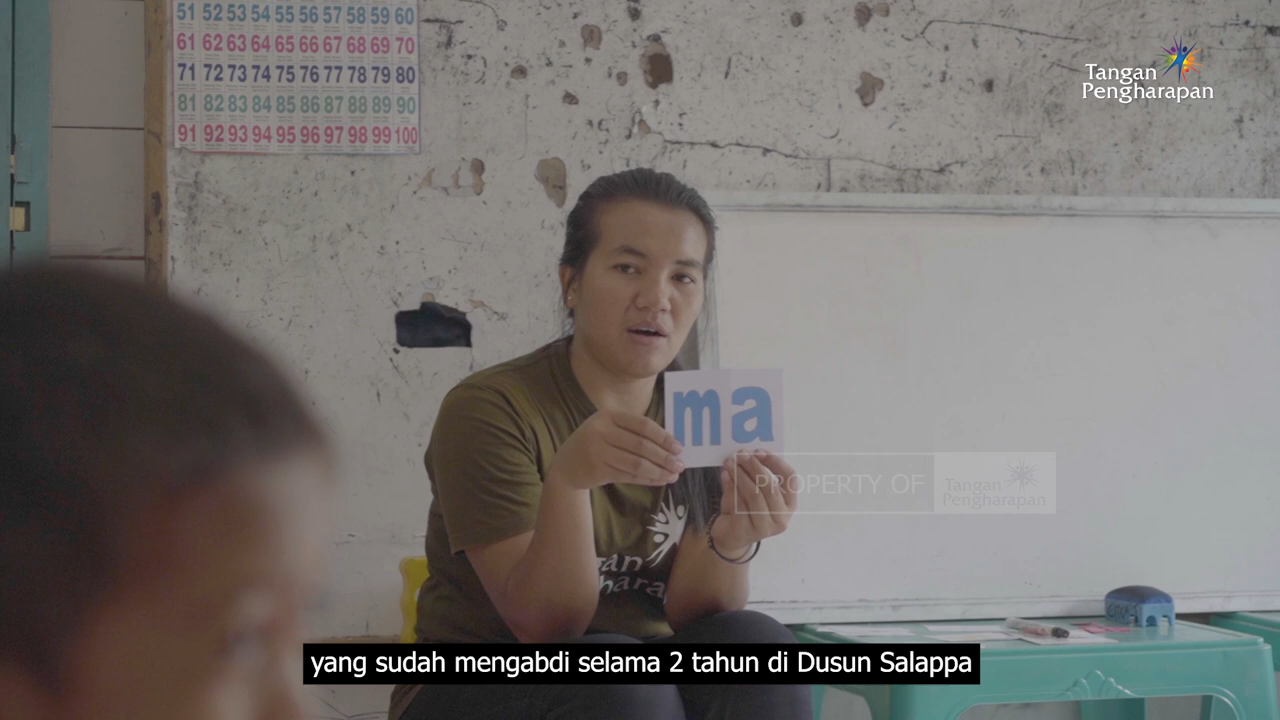 51 52 53 54 55 56 57 58 59 60
61 62 63 64 65 66 67 68 69 70
71 72 73 74 75 76 77 78 79 80
81 82 83 84 85 86 87 88 89 90
91 92 93 94 95 96 97 98 99 100
Tangan
Pengharapan
ma
PROPERTY OF
Tangan
Pengharapan
yang sudah mengabdi selama 2 tahun di Dusun Salappa